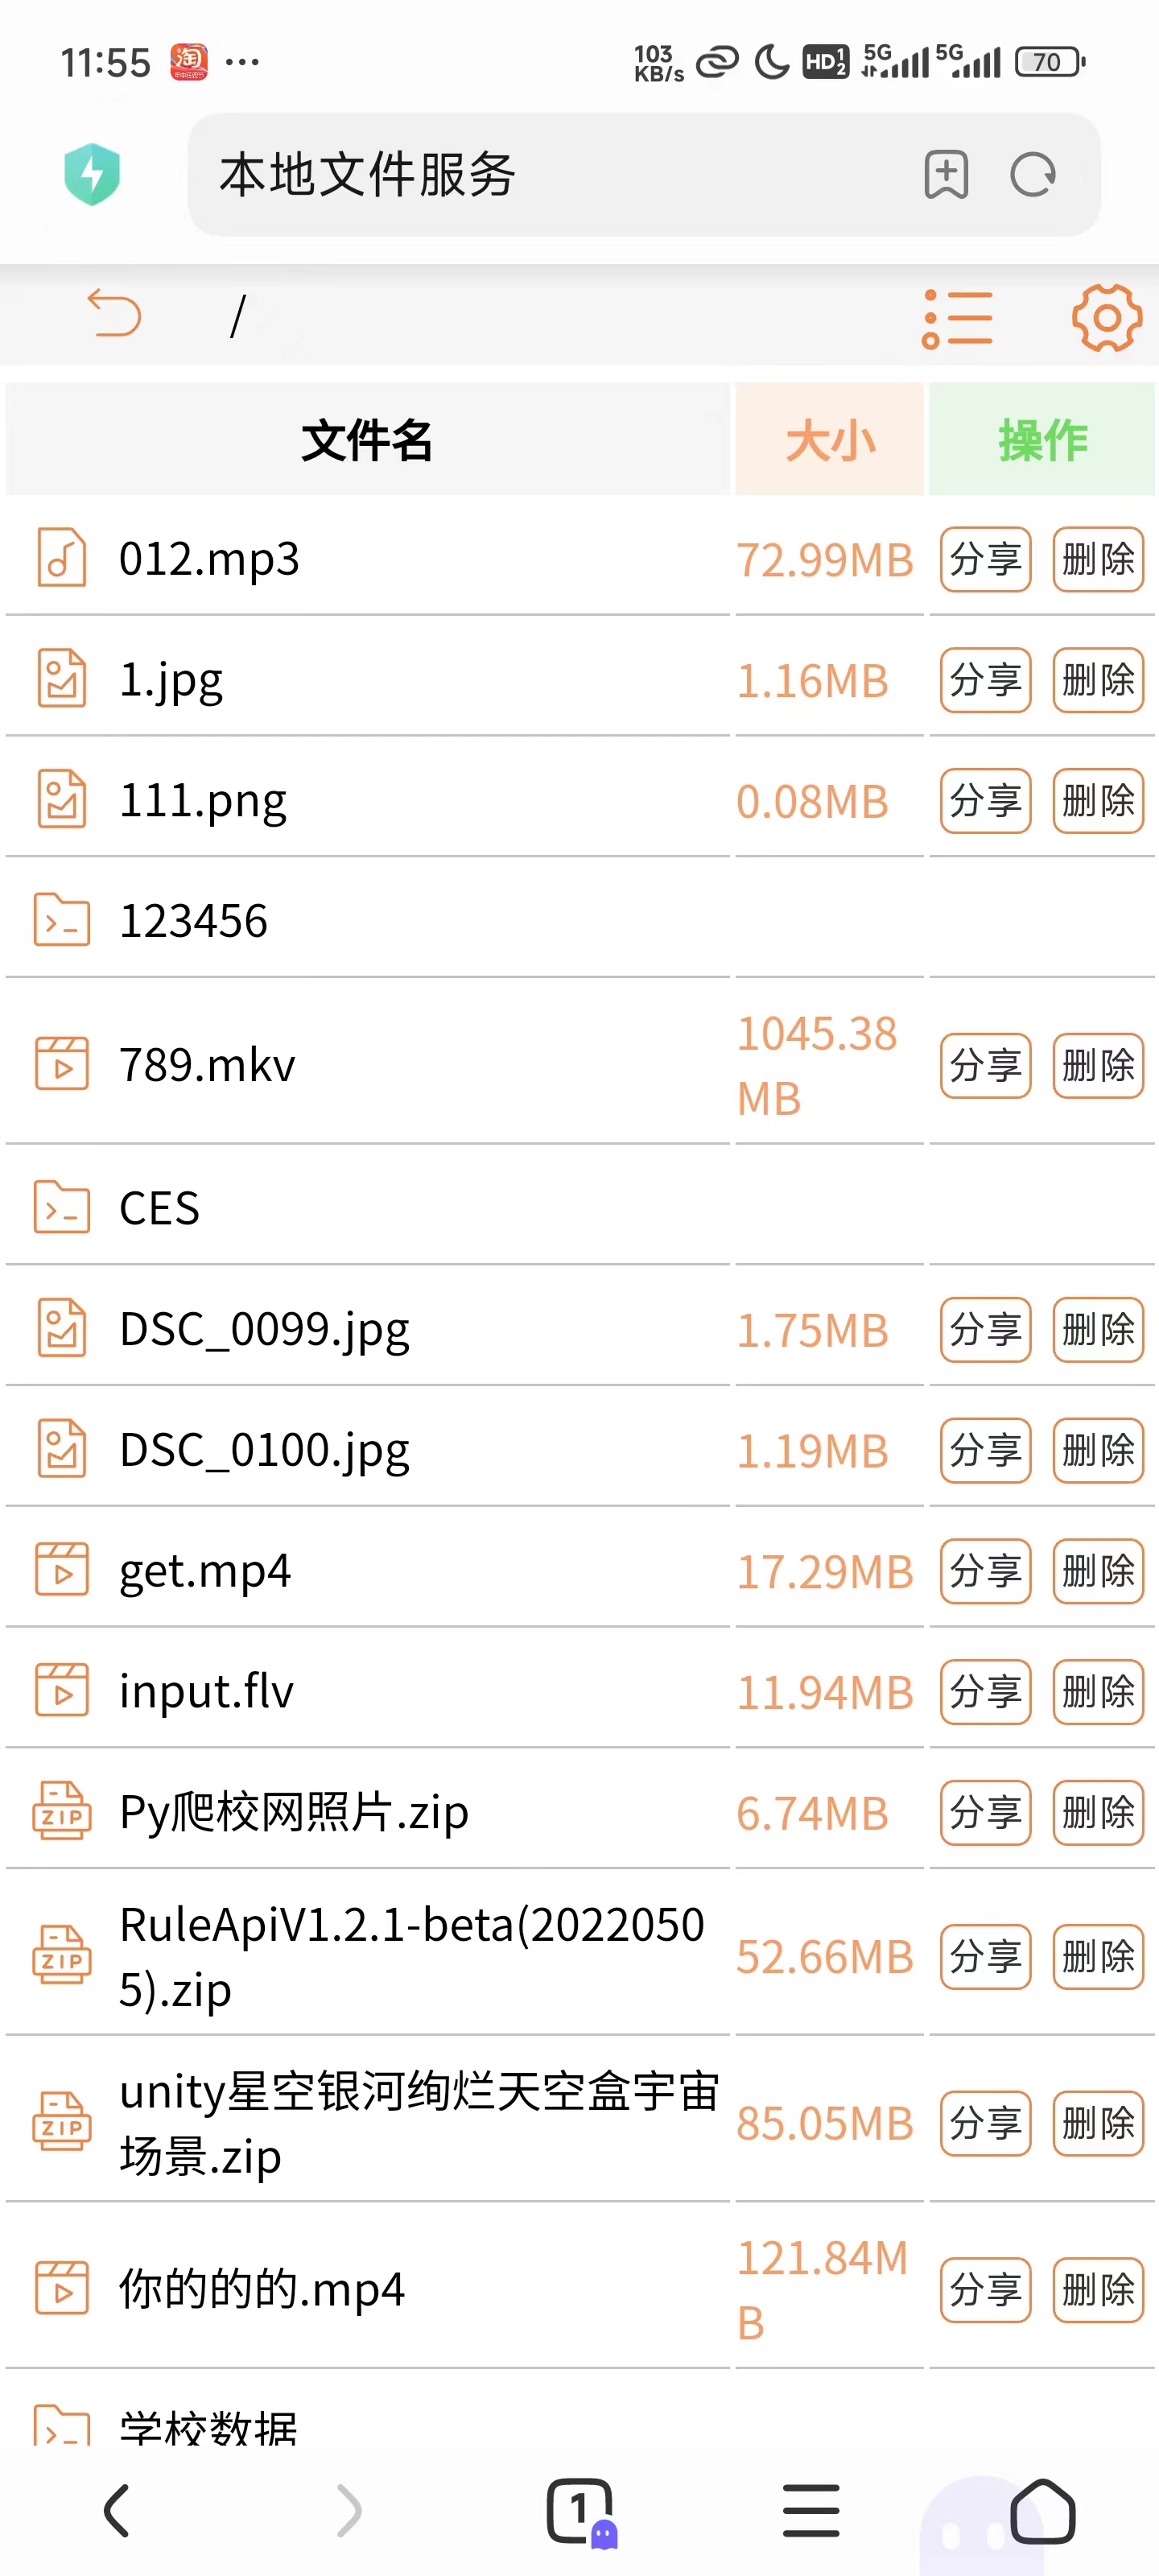 11:55 淘 ... 103 KB/s HD 1 2 5G 5G 70
本地文件服务
/
文件名 大小 操作
012.mp3 72.99MB 分享 删除
1.jpg 1.16MB 分享 删除
111.png 0.08MB 分享 删除
123456
789.mkv 1045.38 分享 删除
MB
CES
DSC_0099.jpg 1.75MB 分享 删除
DSC_0100.jpg 1.19MB 分享 删除
get.mp4 17.29MB 分享 删除
input.flv 11.94MB 分享 删除
ZIP Py爬校网照片.zip 6.74MB 分享 删除
ZIP RuleApiV1.2.1-beta(2022050 52.66MB 分享 删除
5).zip
ZIP unity星空银河绚烂天空盒宇宙 85.05MB 分享 删除
场景.zip
你的的的.mp4 121.84M 分享 删除
B
学校数据
1